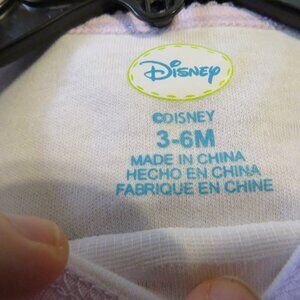 Disney
©DISNEY
3-6M
MADE IN CHINA
HECHO EN CHINA
FABRIQUE EN CHINE